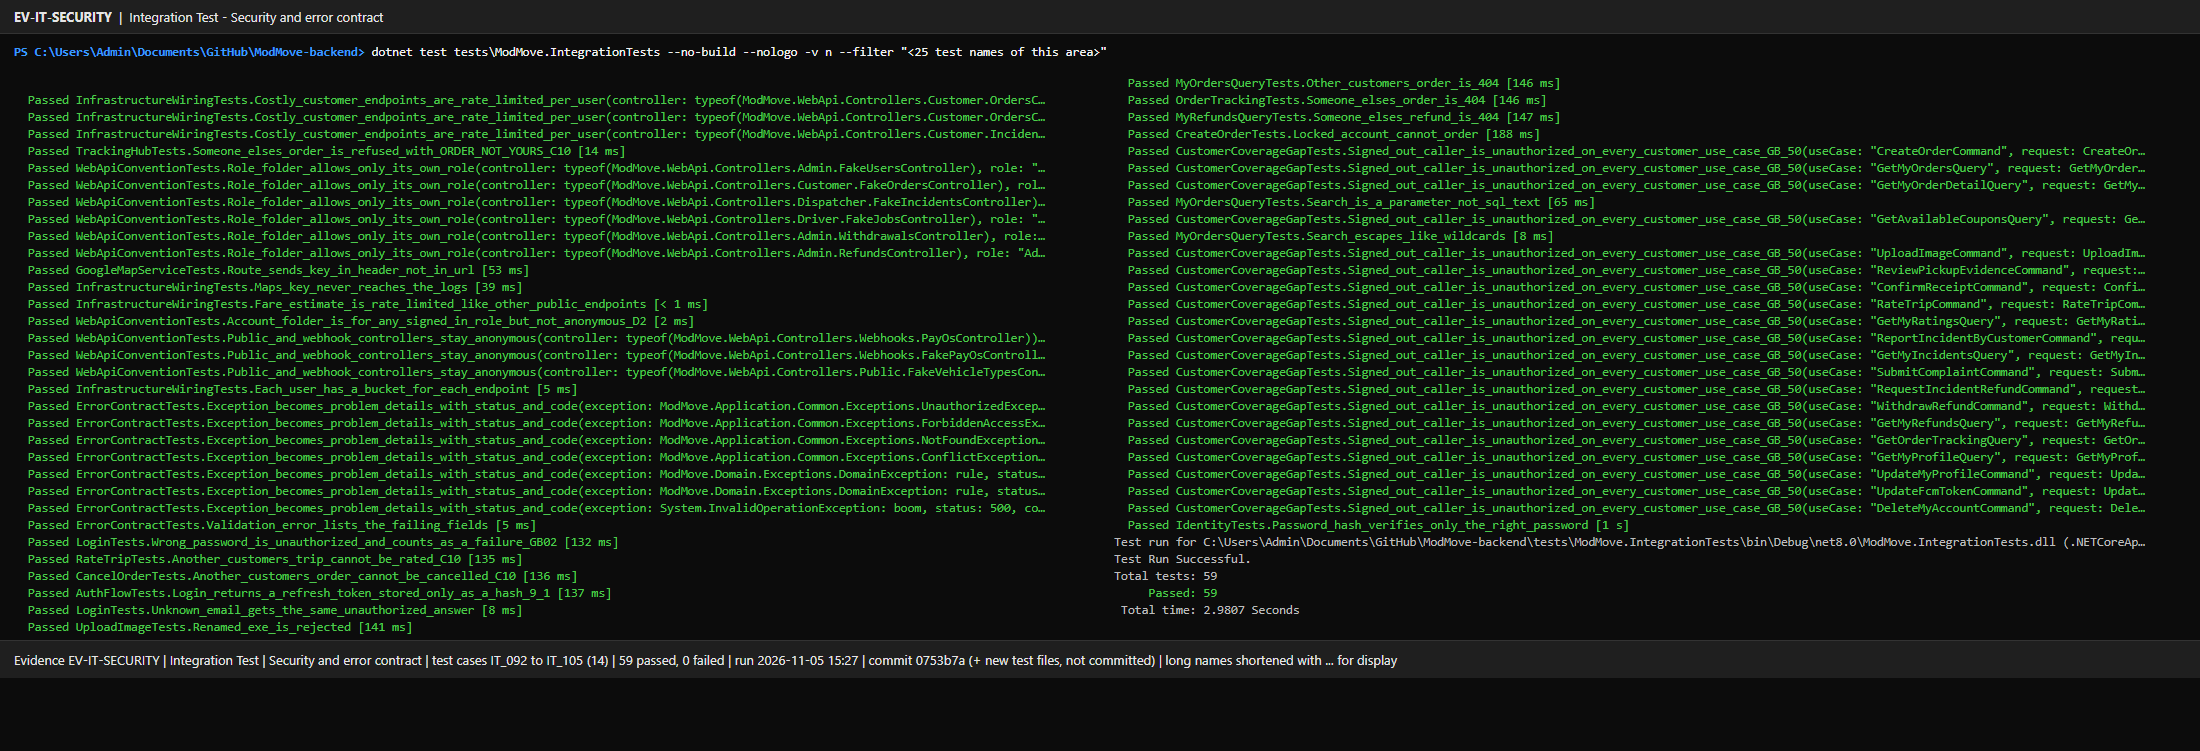 EV-IT-SECURITY | Integration Test - Security and error contract
PS C:\Users\Admin\Documents\GitHub\ModMove-backend> dotnet test tests\ModMove.IntegrationTests --no-build --nologo -v n --filter "<25 test names of this area>"
Passed InfrastructureWiringTests.Costly_customer_endpoints_are_rate_limited_per_user(controller: typeof(ModMove.WebApi.Controllers.Customer.OrdersC…
Passed InfrastructureWiringTests.Costly_customer_endpoints_are_rate_limited_per_user(controller: typeof(ModMove.WebApi.Controllers.Customer.OrdersC…
Passed InfrastructureWiringTests.Costly_customer_endpoints_are_rate_limited_per_user(controller: typeof(ModMove.WebApi.Controllers.Customer.Inciden…
Passed TrackingHubTests.Someone_elses_order_is_refused_with_ORDER_NOT_YOURS_C10 [14 ms]
Passed WebApiConventionTests.Role_folder_allows_only_its_own_role(controller: typeof(ModMove.WebApi.Controllers.Admin.FakeUsersController), role: "…
Passed WebApiConventionTests.Role_folder_allows_only_its_own_role(controller: typeof(ModMove.WebApi.Controllers.Customer.FakeOrdersController), rol…
Passed WebApiConventionTests.Role_folder_allows_only_its_own_role(controller: typeof(ModMove.WebApi.Controllers.Dispatcher.FakeIncidentsController)…
Passed WebApiConventionTests.Role_folder_allows_only_its_own_role(controller: typeof(ModMove.WebApi.Controllers.Driver.FakeJobsController), role: "…
Passed WebApiConventionTests.Role_folder_allows_only_its_own_role(controller: typeof(ModMove.WebApi.Controllers.Admin.WithdrawalsController), role:…
Passed WebApiConventionTests.Role_folder_allows_only_its_own_role(controller: typeof(ModMove.WebApi.Controllers.Admin.RefundsController), role: "Ad…
Passed GoogleMapServiceTests.Route_sends_key_in_header_not_in_url [53 ms]
Passed InfrastructureWiringTests.Maps_key_never_reaches_the_logs [39 ms]
Passed InfrastructureWiringTests.Fare_estimate_is_rate_limited_like_other_public_endpoints [< 1 ms]
Passed WebApiConventionTests.Account_folder_is_for_any_signed_in_role_but_not_anonymous_D2 [2 ms]
Passed WebApiConventionTests.Public_and_webhook_controllers_stay_anonymous(controller: typeof(ModMove.WebApi.Controllers.Webhooks.PayOsController))…
Passed WebApiConventionTests.Public_and_webhook_controllers_stay_anonymous(controller: typeof(ModMove.WebApi.Controllers.Webhooks.FakePayOsControll…
Passed WebApiConventionTests.Public_and_webhook_controllers_stay_anonymous(controller: typeof(ModMove.WebApi.Controllers.Public.FakeVehicleTypesCon…
Passed InfrastructureWiringTests.Each_user_has_a_bucket_for_each_endpoint [5 ms]
Passed ErrorContractTests.Exception_becomes_problem_details_with_status_and_code(exception: ModMove.Application.Common.Exceptions.UnauthorizedExcep…
Passed ErrorContractTests.Exception_becomes_problem_details_with_status_and_code(exception: ModMove.Application.Common.Exceptions.ForbiddenAccessEx…
Passed ErrorContractTests.Exception_becomes_problem_details_with_status_and_code(exception: ModMove.Application.Common.Exceptions.NotFoundException…
Passed ErrorContractTests.Exception_becomes_problem_details_with_status_and_code(exception: ModMove.Application.Common.Exceptions.ConflictException…
Passed ErrorContractTests.Exception_becomes_problem_details_with_status_and_code(exception: ModMove.Domain.Exceptions.DomainException: rule, status…
Passed ErrorContractTests.Exception_becomes_problem_details_with_status_and_code(exception: ModMove.Domain.Exceptions.DomainException: rule, status…
Passed ErrorContractTests.Exception_becomes_problem_details_with_status_and_code(exception: System.InvalidOperationException: boom, status: 500, co…
Passed ErrorContractTests.Validation_error_lists_the_failing_fields [5 ms]
Passed LoginTests.Wrong_password_is_unauthorized_and_counts_as_a_failure_GB02 [132 ms]
Passed RateTripTests.Another_customers_trip_cannot_be_rated_C10 [135 ms]
Passed CancelOrderTests.Another_customers_order_cannot_be_cancelled_C10 [136 ms]
Passed AuthFlowTests.Login_returns_a_refresh_token_stored_only_as_a_hash_9_1 [137 ms]
Passed LoginTests.Unknown_email_gets_the_same_unauthorized_answer [8 ms]
Passed UploadImageTests.Renamed_exe_is_rejected [141 ms]
Passed MyOrdersQueryTests.Other_customers_order_is_404 [146 ms]
Passed OrderTrackingTests.Someone_elses_order_is_404 [146 ms]
Passed MyRefundsQueryTests.Someone_elses_refund_is_404 [147 ms]
Passed CreateOrderTests.Locked_account_cannot_order [188 ms]
Passed CustomerCoverageGapTests.Signed_out_caller_is_unauthorized_on_every_customer_use_case_GB_50(useCase: "CreateOrderCommand", request: CreateOr…
Passed CustomerCoverageGapTests.Signed_out_caller_is_unauthorized_on_every_customer_use_case_GB_50(useCase: "GetMyOrdersQuery", request: GetMyOrder…
Passed CustomerCoverageGapTests.Signed_out_caller_is_unauthorized_on_every_customer_use_case_GB_50(useCase: "GetMyOrderDetailQuery", request: GetMy…
Passed MyOrdersQueryTests.Search_is_a_parameter_not_sql_text [65 ms]
Passed CustomerCoverageGapTests.Signed_out_caller_is_unauthorized_on_every_customer_use_case_GB_50(useCase: "GetAvailableCouponsQuery", request: Ge…
Passed MyOrdersQueryTests.Search_escapes_like_wildcards [8 ms]
Passed CustomerCoverageGapTests.Signed_out_caller_is_unauthorized_on_every_customer_use_case_GB_50(useCase: "UploadImageCommand", request: UploadIm…
Passed CustomerCoverageGapTests.Signed_out_caller_is_unauthorized_on_every_customer_use_case_GB_50(useCase: "ReviewPickupEvidenceCommand", request:…
Passed CustomerCoverageGapTests.Signed_out_caller_is_unauthorized_on_every_customer_use_case_GB_50(useCase: "ConfirmReceiptCommand", request: Confi…
Passed CustomerCoverageGapTests.Signed_out_caller_is_unauthorized_on_every_customer_use_case_GB_50(useCase: "RateTripCommand", request: RateTripCom…
Passed CustomerCoverageGapTests.Signed_out_caller_is_unauthorized_on_every_customer_use_case_GB_50(useCase: "GetMyRatingsQuery", request: GetMyRati…
Passed CustomerCoverageGapTests.Signed_out_caller_is_unauthorized_on_every_customer_use_case_GB_50(useCase: "ReportIncidentByCustomerCommand", requ…
Passed CustomerCoverageGapTests.Signed_out_caller_is_unauthorized_on_every_customer_use_case_GB_50(useCase: "GetMyIncidentsQuery", request: GetMyIn…
Passed CustomerCoverageGapTests.Signed_out_caller_is_unauthorized_on_every_customer_use_case_GB_50(useCase: "SubmitComplaintCommand", request: Subm…
Passed CustomerCoverageGapTests.Signed_out_caller_is_unauthorized_on_every_customer_use_case_GB_50(useCase: "RequestIncidentRefundCommand", request…
Passed CustomerCoverageGapTests.Signed_out_caller_is_unauthorized_on_every_customer_use_case_GB_50(useCase: "WithdrawRefundCommand", request: Withd…
Passed CustomerCoverageGapTests.Signed_out_caller_is_unauthorized_on_every_customer_use_case_GB_50(useCase: "GetMyRefundsQuery", request: GetMyRefu…
Passed CustomerCoverageGapTests.Signed_out_caller_is_unauthorized_on_every_customer_use_case_GB_50(useCase: "GetOrderTrackingQuery", request: GetOr…
Passed CustomerCoverageGapTests.Signed_out_caller_is_unauthorized_on_every_customer_use_case_GB_50(useCase: "GetMyProfileQuery", request: GetMyProf…
Passed CustomerCoverageGapTests.Signed_out_caller_is_unauthorized_on_every_customer_use_case_GB_50(useCase: "UpdateMyProfileCommand", request: Upda…
Passed CustomerCoverageGapTests.Signed_out_caller_is_unauthorized_on_every_customer_use_case_GB_50(useCase: "UpdateFcmTokenCommand", request: Updat…
Passed CustomerCoverageGapTests.Signed_out_caller_is_unauthorized_on_every_customer_use_case_GB_50(useCase: "DeleteMyAccountCommand", request: Dele…
Passed IdentityTests.Password_hash_verifies_only_the_right_password [1 s]
Test run for C:\Users\Admin\Documents\GitHub\ModMove-backend\tests\ModMove.IntegrationTests\bin\Debug\net8.0\ModMove.IntegrationTests.dll (.NETCoreAp…
Test Run Successful.
Total tests: 59
Passed: 59
Total time: 2.9807 Seconds
Evidence EV-IT-SECURITY | Integration Test | Security and error contract | test cases IT_092 to IT_105 (14) | 59 passed, 0 failed | run 2026-11-05 15:27 | commit 0753b7a (+ new test files, not committed) | long names shortened with … for display